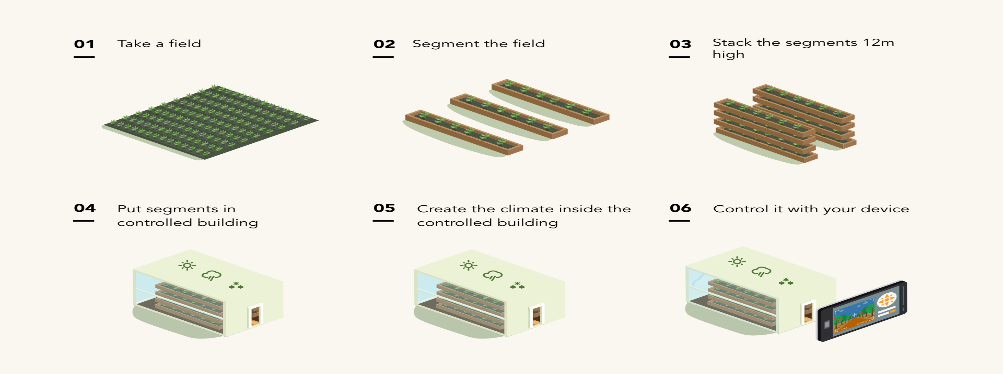 01 Take a field
02 Segment the field
03 Stack the segments 12m
high
04 Put segments in
controlled building
05 Create the climate inside the
controlled building
06 Control it with your device